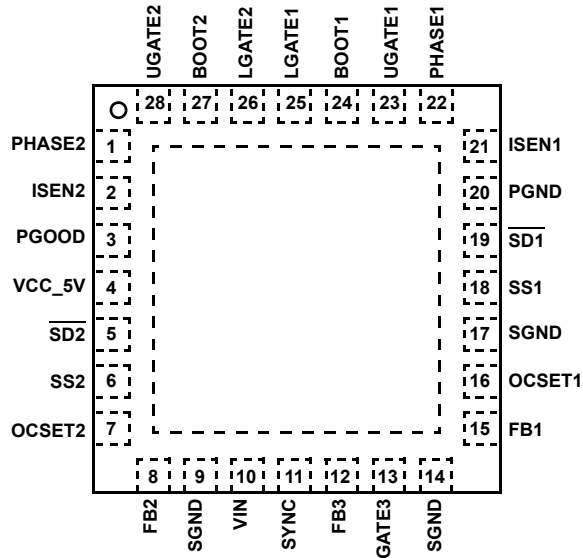 UGATE2
BOOT2
LGATE2
LGATE1
BOOT1
UGATE1
PHASE1
28 27 26 25 24 23 22
PHASE2 1
ISEN2 2
PGOOD 3
VCC_5V 4
SD2 5
SS2 6
OCSET2 7
21 ISEN1
20 PGND
19 SD1
18 SS1
17 SGND
16 OCSET1
15 FB1
8 9 10 11 12 13 14
FB2
SGND
VIN
SYNC
FB3
GATE3
SGND